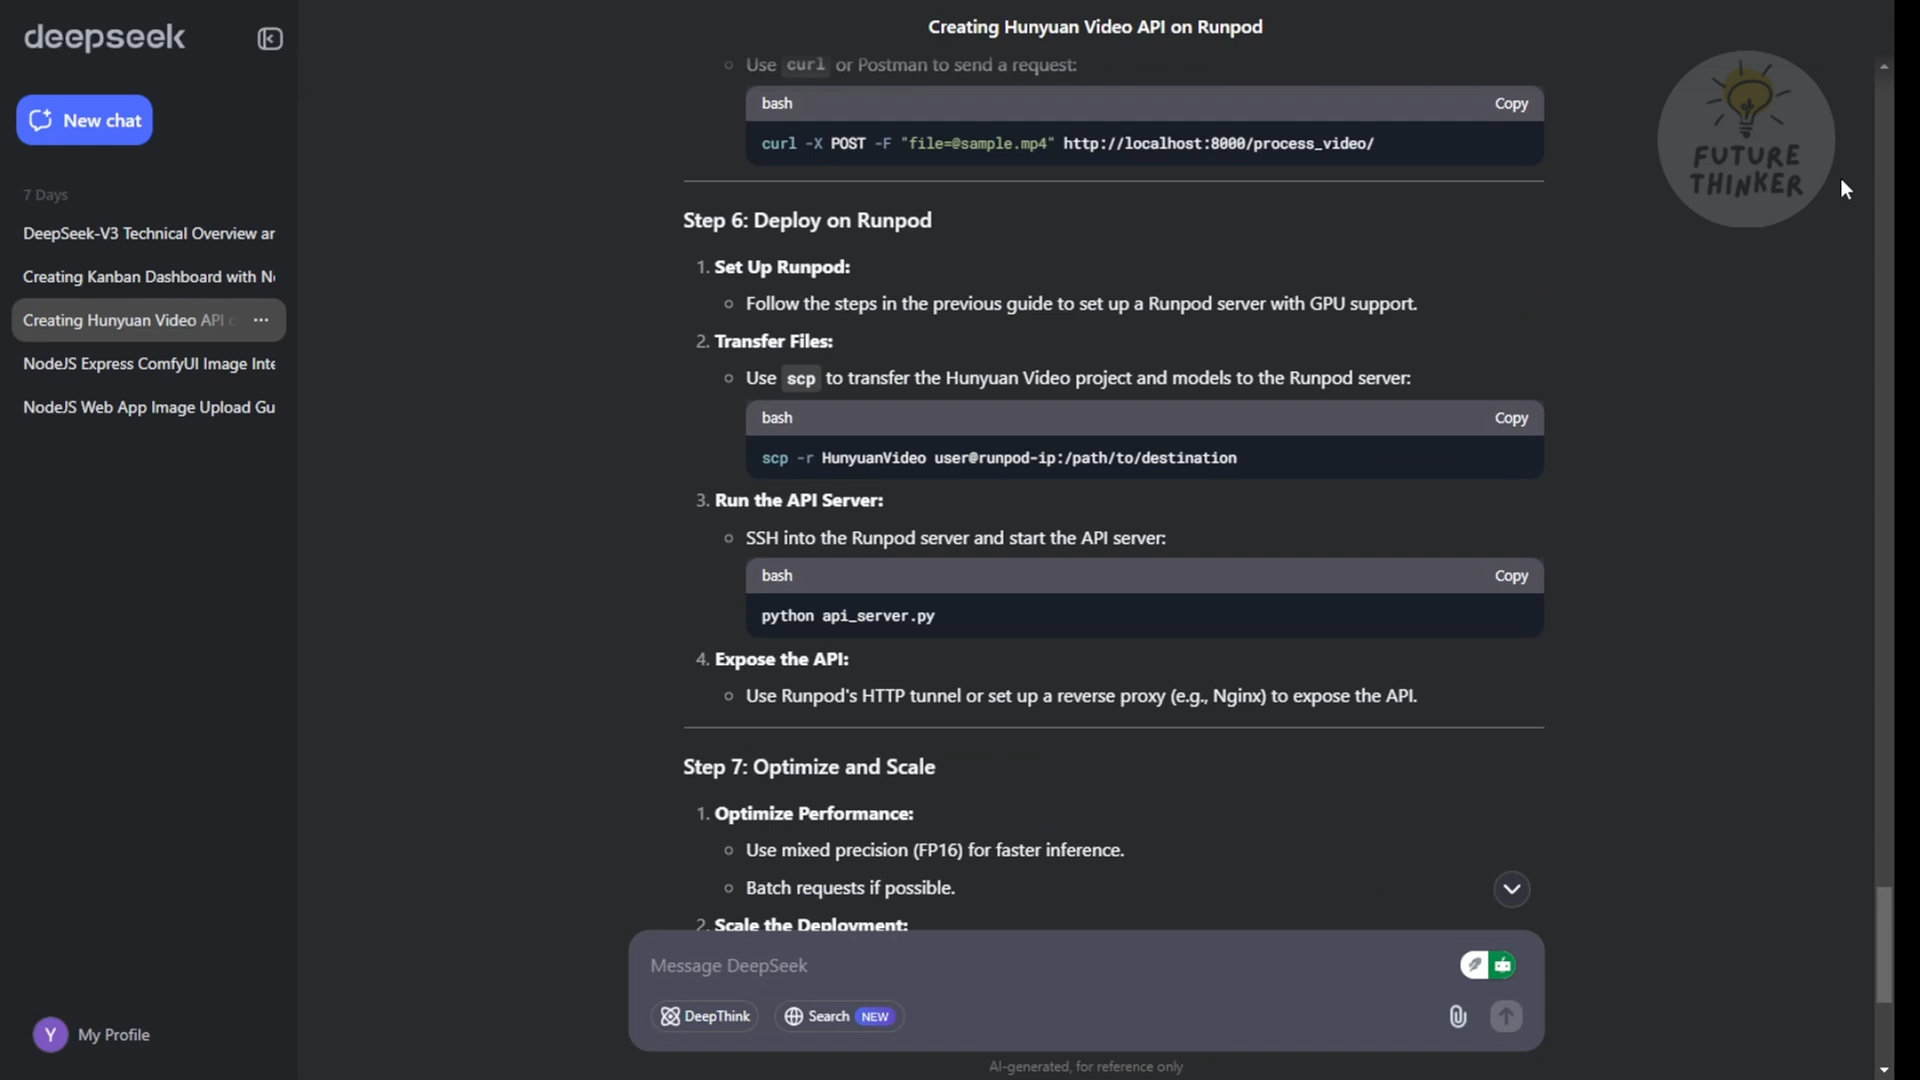 deepseek
Creating Hunyuan Video API on Runpod
New chat
7 Days
DeepSeek-V3 Technical Overview ar
Creating Kanban Dashboard with N
Creating Hunyuan Video API
NodeJS Express ComfyUI Image Inte
NodeJS Web App Image Upload Gu
Y My Profile
Use curl or Postman to send a request:
bash Copy
curl -X POST -F "file=@sample.mp4" http://localhost:8000/process_video/
FUTURE
THINKER
Step 6: Deploy on Runpod
1. Set Up Runpod:
Follow the steps in the previous guide to set up a Runpod server with GPU support.
2. Transfer Files:
Use scp to transfer the Hunyuan Video project and models to the Runpod server:
bash Copy
scp -r HunyuanVideo user@runpod-ip:/path/to/destination
3. Run the API Server:
SSH into the Runpod server and start the API server:
bash Copy
python api_server.py
4. Expose the API:
Use Runpod's HTTP tunnel or set up a reverse proxy (e.g., Nginx) to expose the API.
Step 7: Optimize and Scale
1. Optimize Performance:
Use mixed precision (FP16) for faster inference.
Batch requests if possible.
2. Scale the Deployment:
Message DeepSeek
DeepThink Search NEW
AI-generated, for reference only